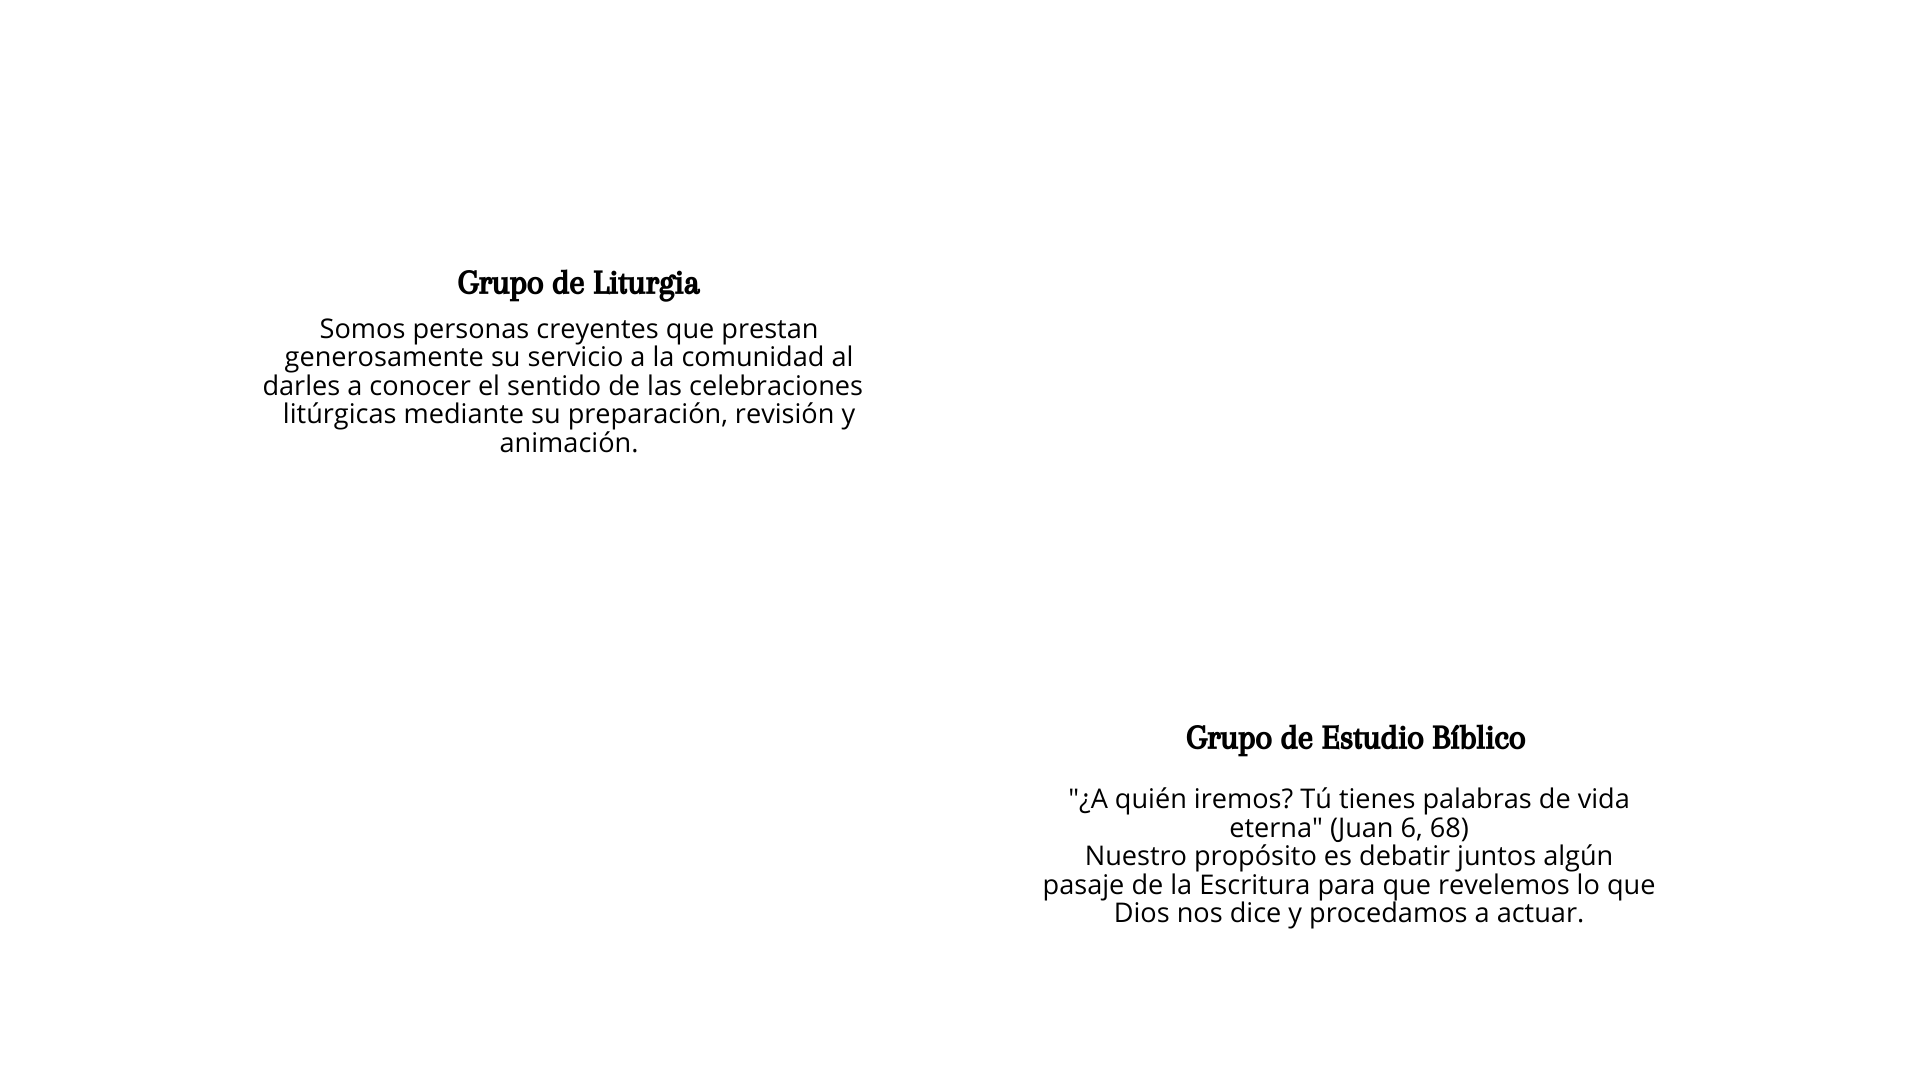 Grupo de Liturgia
Somos personas creyentes que prestan
generosamente su servicio a la comunidad al
darles a conocer el sentido de las celebraciones
litúrgicas mediante su preparación, revisión y
animación.
Grupo de Estudio Bíblico
"¿A quién iremos? Tú tienes palabras de vida
eterna" (Juan 6, 68)
Nuestro propósito es debatir juntos algún
pasaje de la Escritura para que revelemos lo que
Dios nos dice y procedamos a actuar.